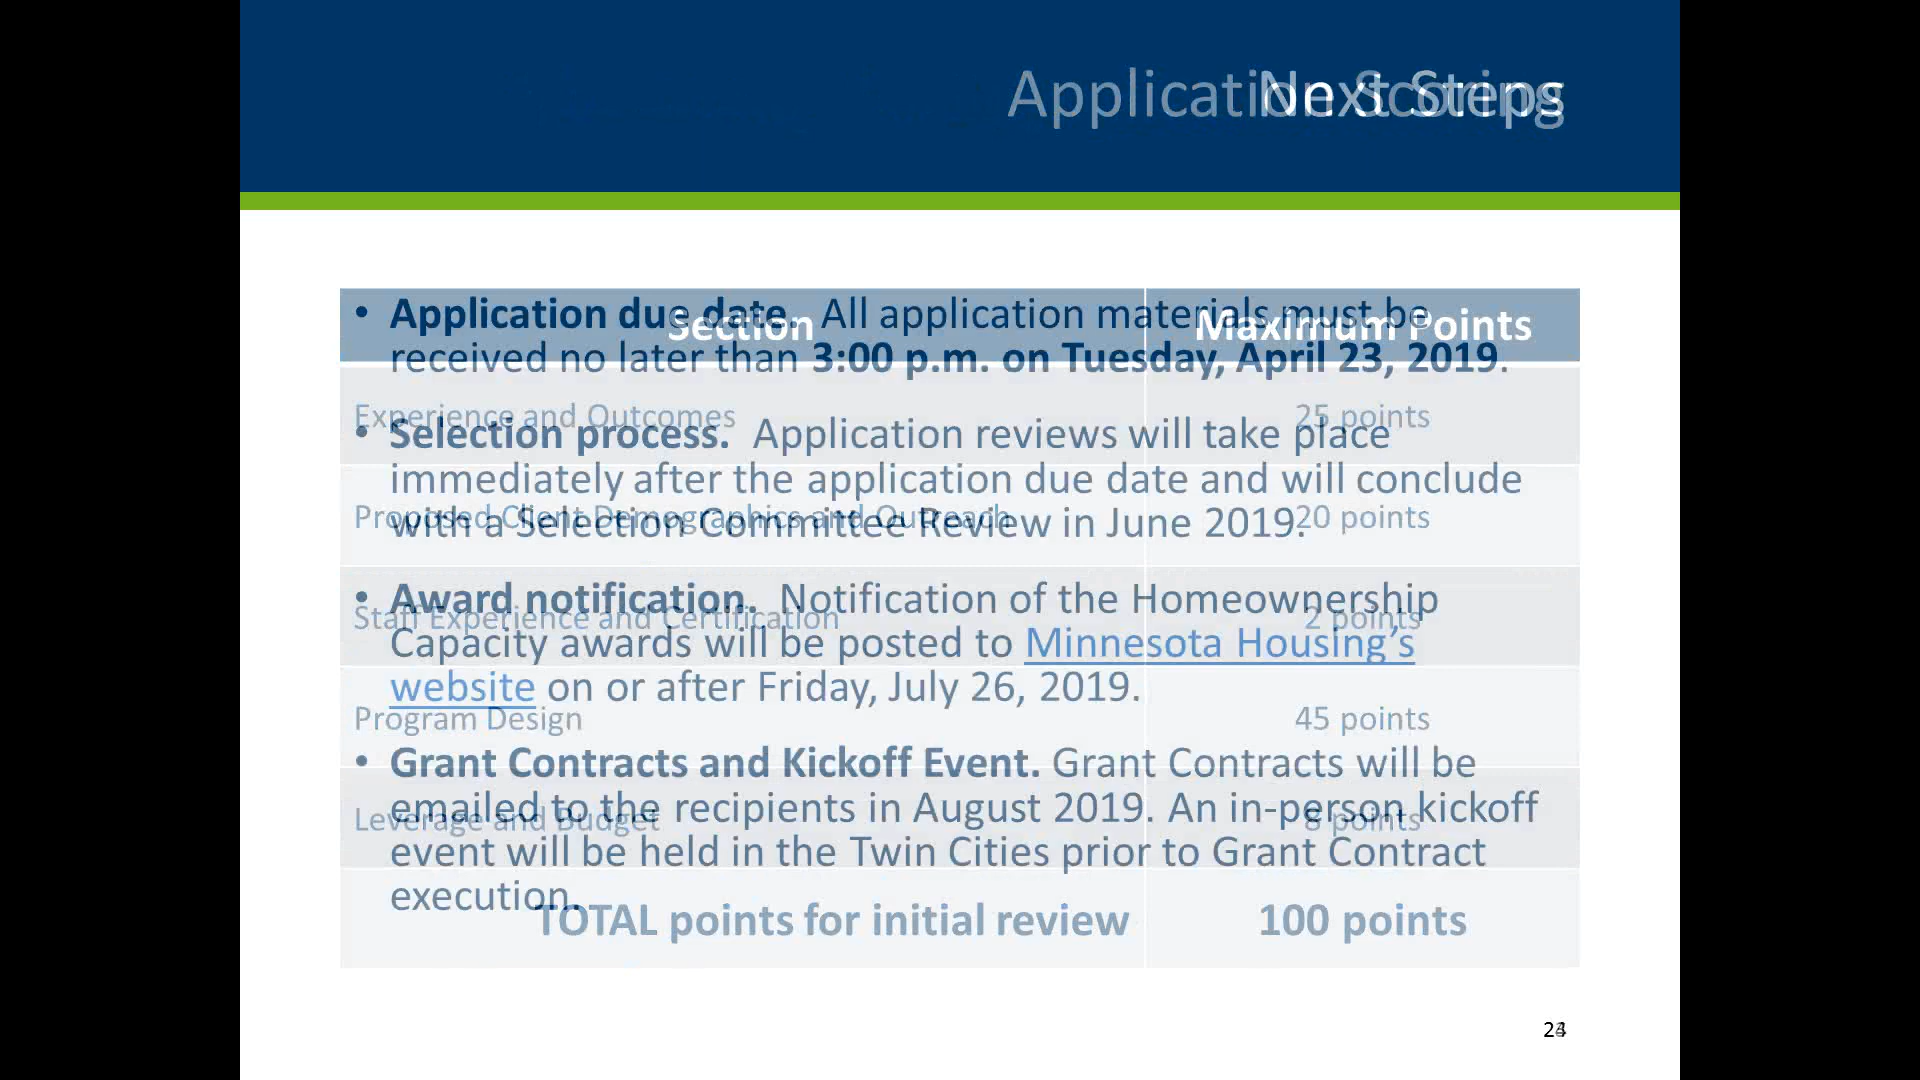 Application Scoring
Next Steps
Section Maximum Points
Experience and Outcomes 25 points
Proposed Client Demographics and Outreach 20 points
Staff Experience and Certification 2 points
Program Design 45 points
Leverage and Budget 8 points
TOTAL points for initial review 100 points
• Application due date. All application materials must be
received no later than 3:00 p.m. on Tuesday, April 23, 2019.
• Selection process. Application reviews will take place
immediately after the application due date and will conclude
with a Selection Committee Review in June 2019.
• Award notification. Notification of the Homeownership
Capacity awards will be posted to Minnesota Housing’s
website on or after Friday, July 26, 2019.
• Grant Contracts and Kickoff Event. Grant Contracts will be
emailed to the recipients in August 2019. An in-person kickoff
event will be held in the Twin Cities prior to Grant Contract
execution.